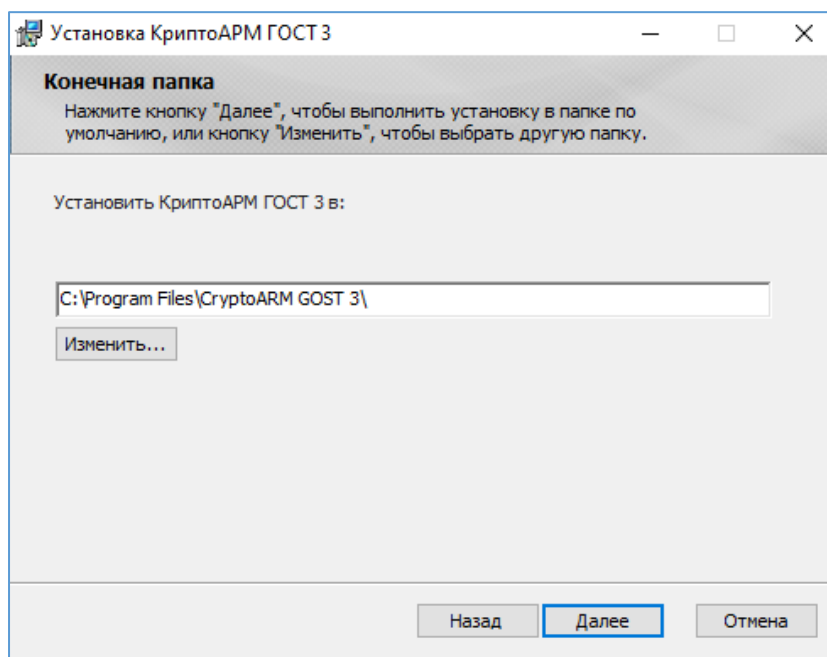 Установка КриптоАРМ ГОСТ 3
Конечная папка
Нажмите кнопку "Далее", чтобы выполнить установку в папке по
умолчанию, или кнопку "Изменить", чтобы выбрать другую папку.
Установить КриптоАРМ ГОСТ 3 в:
C:\Program Files\CryptoARM GOST 3\
Изменить...
Назад Далее Отмена